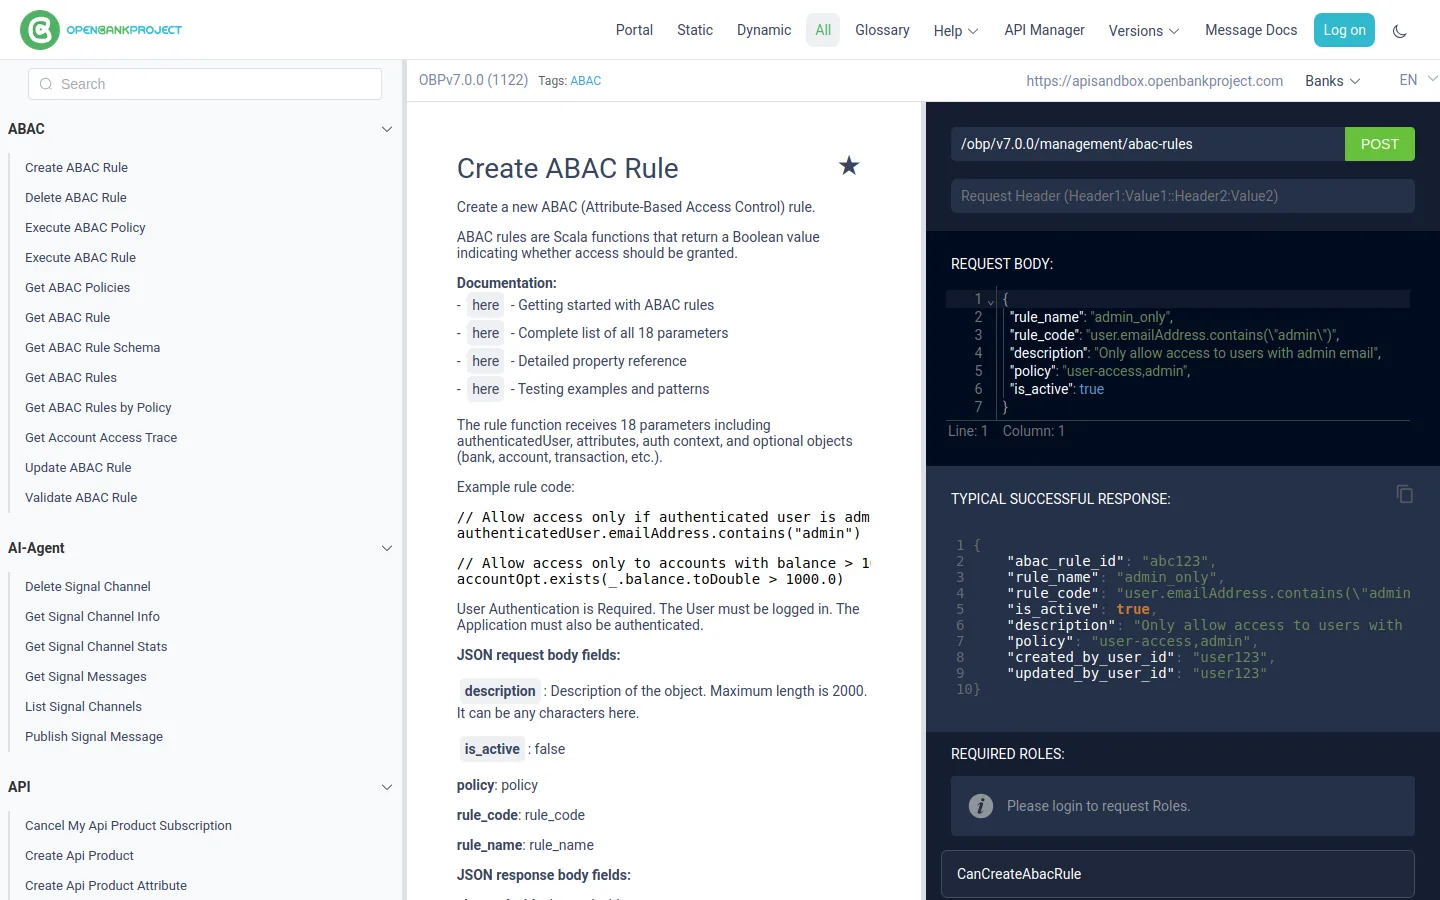 OPENBANKPROJECT
Portal
Static
Dynamic
All
Glossary
Help
API Manager
Versions
Message Docs
Log on
Search
OBPv7.0.0 (1122)
Tags: ABAC
https://apisandbox.openbankproject.com
Banks
EN
ABAC
Create ABAC Rule
Delete ABAC Rule
Execute ABAC Policy
Execute ABAC Rule
Get ABAC Policies
Get ABAC Rule
Get ABAC Rule Schema
Get ABAC Rules
Get ABAC Rules by Policy
Get Account Access Trace
Update ABAC Rule
Validate ABAC Rule
AI-Agent
Delete Signal Channel
Get Signal Channel Info
Get Signal Channel Stats
Get Signal Messages
List Signal Channels
Publish Signal Message
API
Cancel My Api Product Subscription
Create Api Product
Create Api Product Attribute
Create ABAC Rule
Create a new ABAC (Attribute-Based Access Control) rule.
ABAC rules are Scala functions that return a Boolean value
indicating whether access should be granted.
Documentation:
- here - Getting started with ABAC rules
- here - Complete list of all 18 parameters
- here - Detailed property reference
- here - Testing examples and patterns
The rule function receives 18 parameters including
authenticatedUser, attributes, auth context, and optional objects
(bank, account, transaction, etc.).
Example rule code:
// Allow access only if authenticated user is adm
authenticatedUser.emailAddress.contains("admin")
// Allow access only to accounts with balance > 1
accountOpt.exists(_.balance.toDouble > 1000.0)
User Authentication is Required. The User must be logged in. The
Application must also be authenticated.
JSON request body fields:
description : Description of the object. Maximum length is 2000.
It can be any characters here.
is_active : false
policy: policy
rule_code: rule_code
rule_name: rule_name
JSON response body fields:
/obp/v7.0.0/management/abac-rules
POST
Request Header (Header1:Value1::Header2:Value2)
REQUEST BODY:
1 {
2 "rule_name": "admin_only",
3 "rule_code": "user.emailAddress.contains(\"admin\")",
4 "description": "Only allow access to users with admin email",
5 "policy": "user-access,admin",
6 "is_active": true
7 }
Line: 1 Column: 1
TYPICAL SUCCESSFUL RESPONSE:
1 {
2 "abac_rule_id": "abc123",
3 "rule_name": "admin_only",
4 "rule_code": "user.emailAddress.contains(\"admin
5 "is_active": true,
6 "description": "Only allow access to users with
7 "policy": "user-access,admin",
8 "created_by_user_id": "user123",
9 "updated_by_user_id": "user123"
10 }
REQUIRED ROLES:
Please login to request Roles.
CanCreateAbacRule